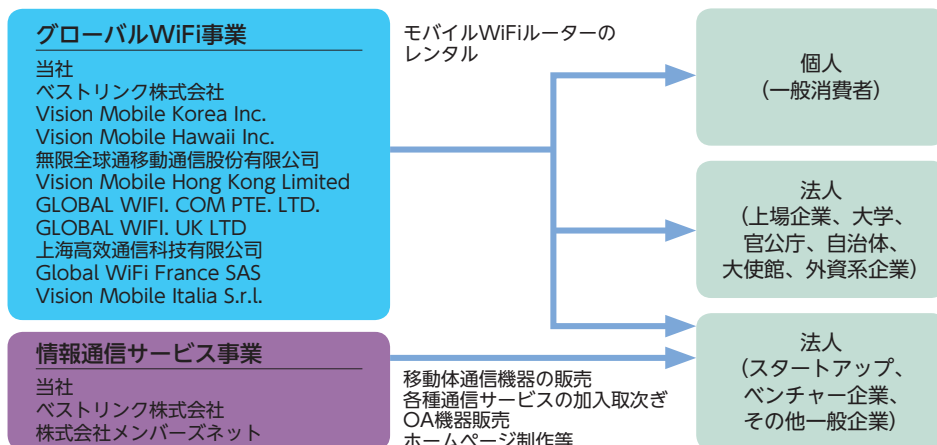 グローバルWiFi事業
当社
ベストリンク株式会社
Vision Mobile Korea Inc.
Vision Mobile Hawaii Inc.
無限全球通移動通信股份有限公司
Vision Mobile Hong Kong Limited
GLOBAL WIFI. COM PTE. LTD.
GLOBAL WIFI. UK LTD
上海高效通信科技有限公司
Global WiFi France SAS
Vision Mobile Italia S.r.l.
モバイルWiFiルーターの
レンタル
個人
(一般消費者)
法人
(上場企業、大学、
官公庁、自治体、
大使館、外資系企業)
情報通信サービス事業
当社
ベストリンク株式会社
株式会社メンバーズネット
移動体通信機器の販売
各種通信サービスの加入取次ぎ
OA機器販売
ホームページ制作等
法人
(スタートアップ、
ベンチャー企業、
その他一般企業)